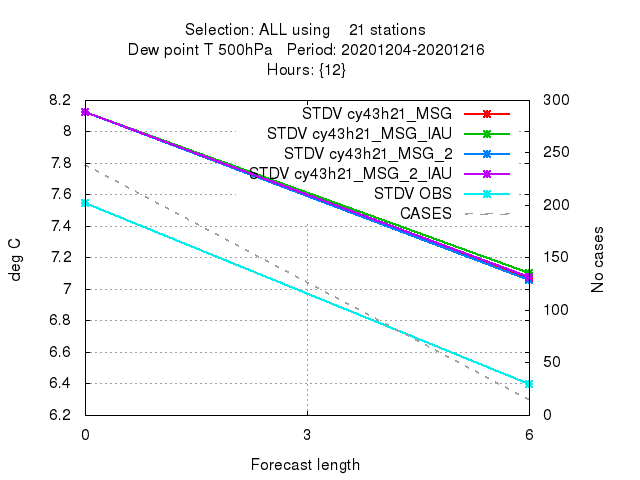 Selection: ALL using    21 stations
Dew point T 500hPa   Period: 20201204-20201216
Hours: {12}
8.2
8
7.8
7.6
7.4
7.2
7
6.8
6.6
6.4
6.2
deg C
STDV cy43h21_MSG
STDV cy43h21_MSG_IAU
STDV cy43h21_MSG_2
STDV cy43h21_MSG_2_IAU
STDV OBS
CASES
300
250
200
150
100
50
0
No cases
0 3 6
Forecast length